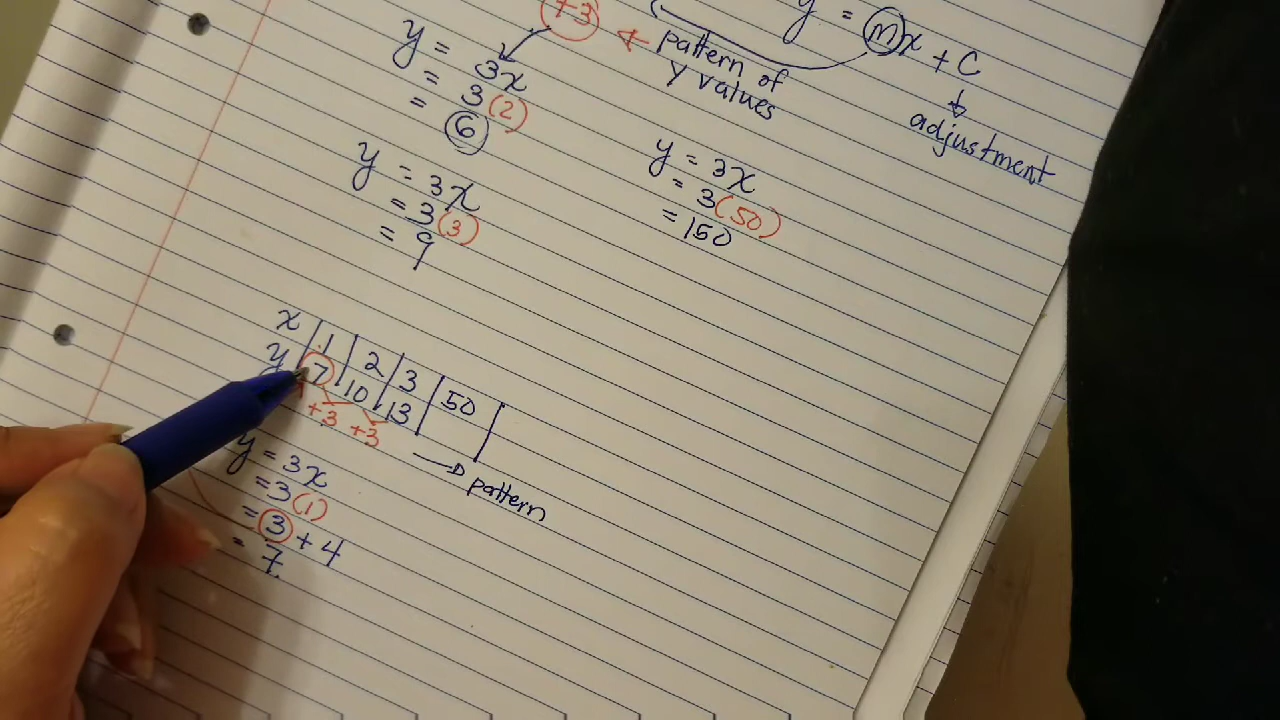 +3
y = mx + C
pattern of
y values
adjustment
y = 3x
= 3(2)
= 6
y = 3x
= 3(3)
= 9
y = 3x
= 3(50)
= 150
x | 1 | 2 | 3 | 50 |
y | 7 | 10 | 13 | |
+3 +3
pattern
y = 3x
= 3(1)
= 3 + 4
= 7